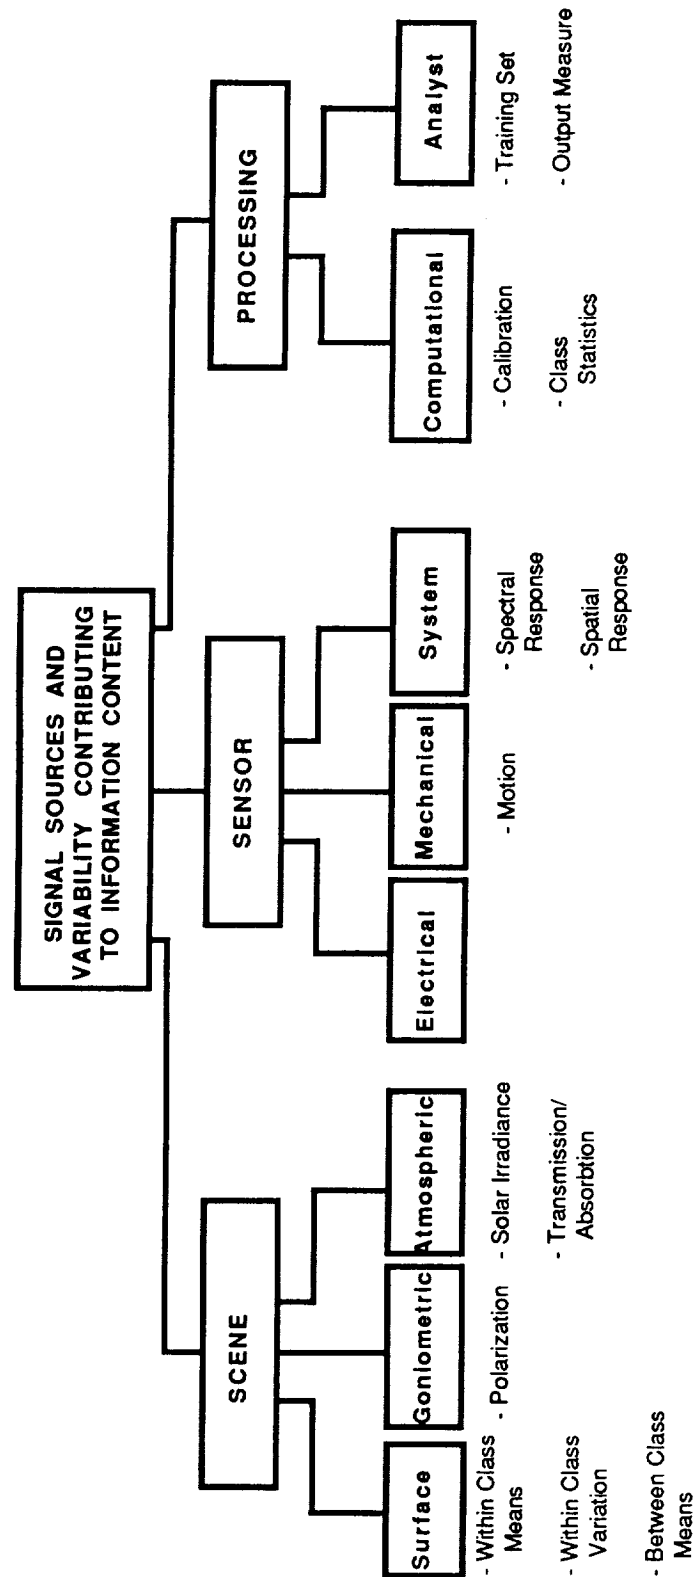 SIGNAL SOURCES AND
VARIABILITY CONTRIBUTING
TO INFORMATION CONTENT
SCENE
SENSOR
PROCESSING
Surface
Goniometric
Atmospheric
Electrical
Mechanical
System
Computational
Analyst
- Within Class
Means
- Within Class
Variation
- Between Class
Means
- Polarization
- Solar Irradiance
- Transmission/
Absorbtion
- Motion
- Spectral
Response
- Spatial
Response
- Calibration
- Class
Statistics
- Training Set
- Output Measure